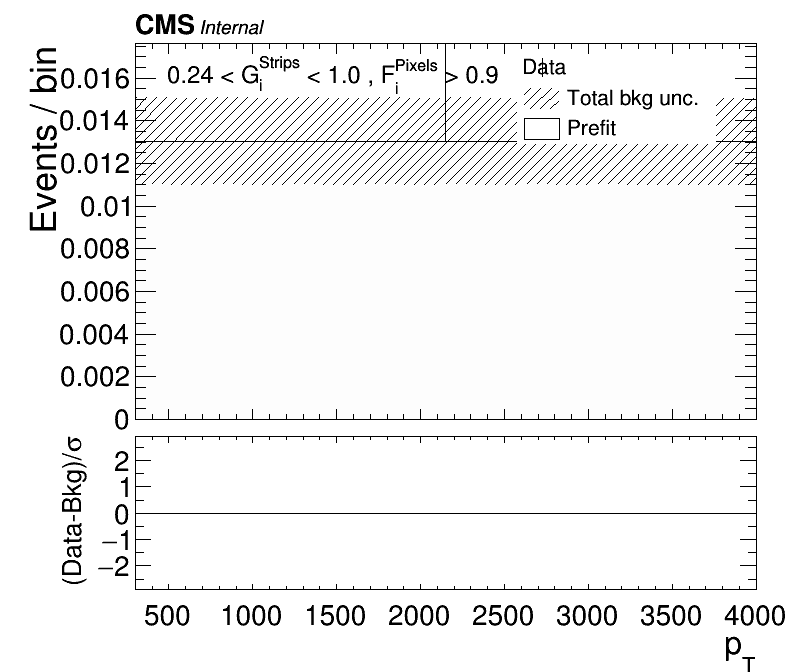 CMS Internal
Events / bin
0.24 < G_i^Strips < 1.0 , F_i^Pixels > 0.9
Data
Total bkg unc.
Prefit
0.016
0.014
0.012
0.01
0.008
0.006
0.004
0.002
0
(Data-Bkg)/σ
2
1
0
−1
−2
500 1000 1500 2000 2500 3000 3500 4000
p_T